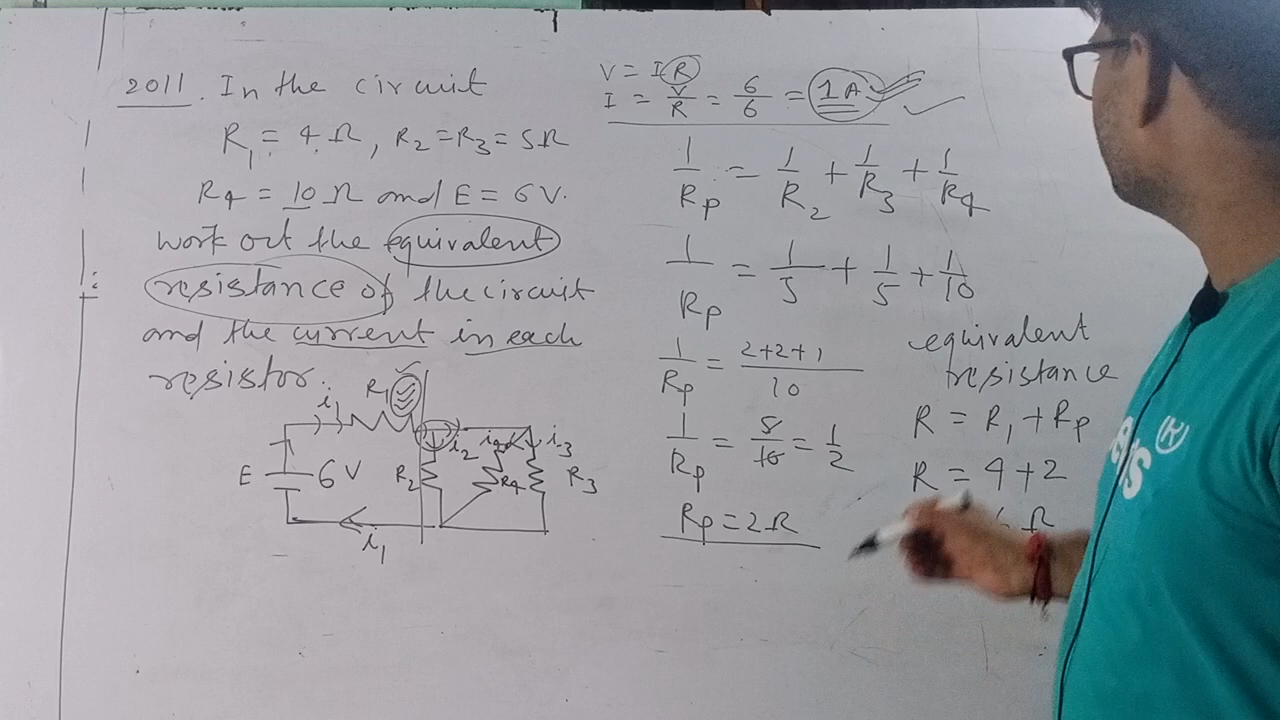 2011. In the circuit
R₁ = 4 Ω, R₂ = R₃ = 5Ω
R₄ = 10 Ω and E = 6 V.
work out the equivalent
resistance of the circuit
and the current in each
resistor.
R₁
i₁
i₂
i₄
i₃
E
6 V
R₂
R₄
R₃
i₁
V = IR
I = V/R = 6/6 = 1A
1/Rp = 1/R₂ + 1/R₃ + 1/R₄
1/Rp = 1/5 + 1/5 + 1/10
1/Rp = 2+2+1/10
1/Rp = 5/10 = 1/2
Rp = 2Ω
equivalent
resistance
R = R₁ + Rp
R = 4 + 2
Ω